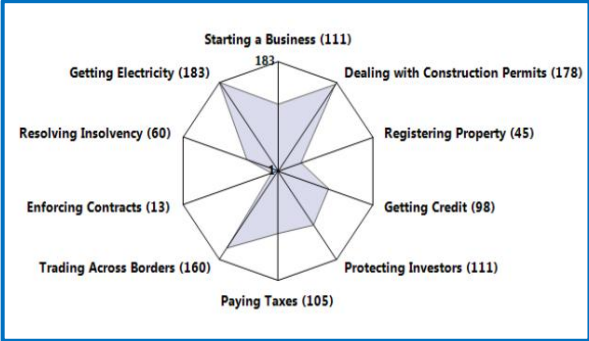 Starting a Business (111)
183
Getting Electricity (183)
Dealing with Construction Permits (178)
Resolving Insolvency (60)
Registering Property (45)
1
Enforcing Contracts (13)
Getting Credit (98)
Trading Across Borders (160)
Protecting Investors (111)
Paying Taxes (105)